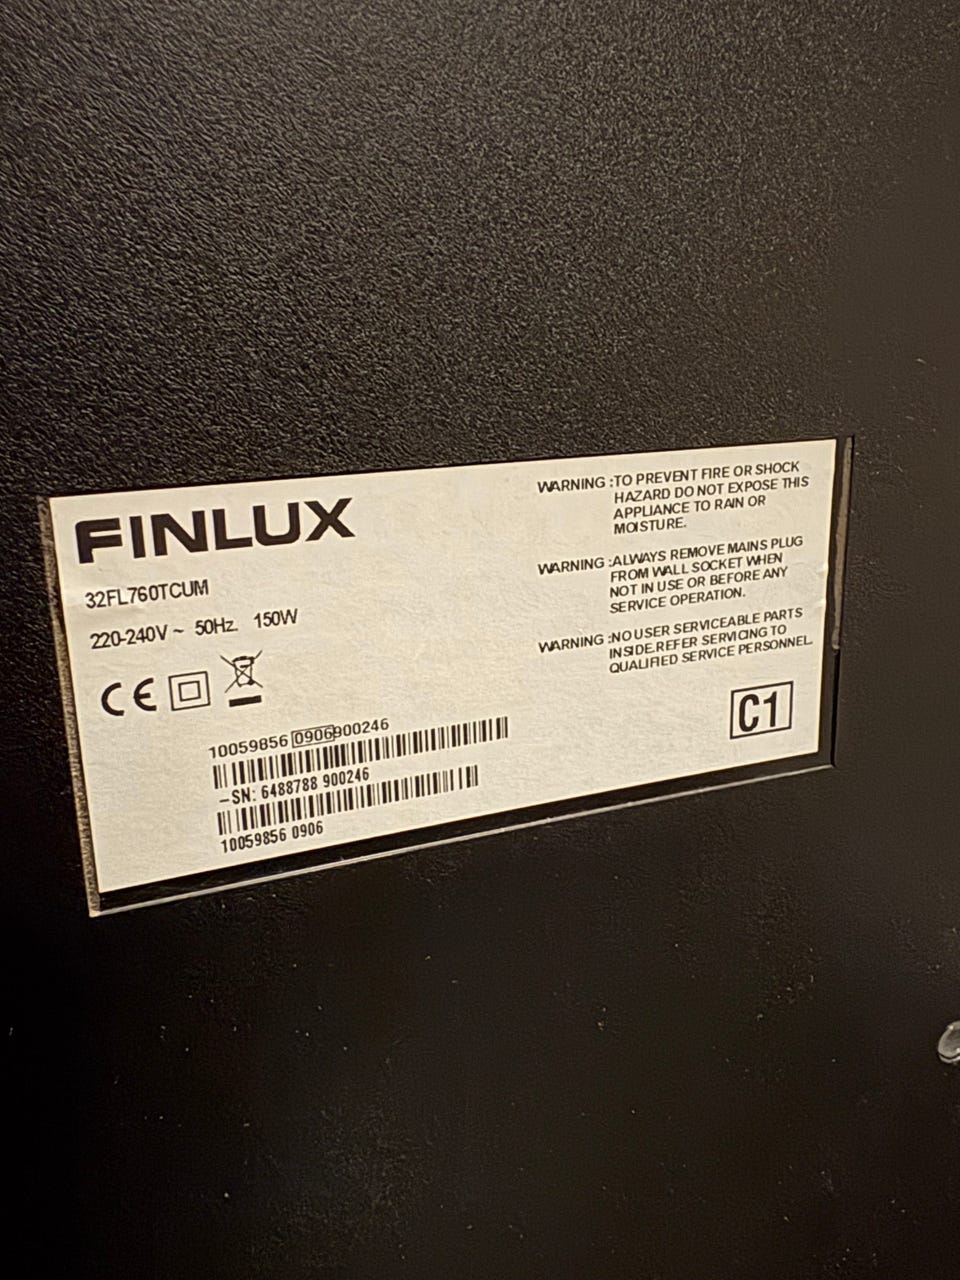 FINLUX
32FL760TCUM
220-240V ~ 50Hz. 150W
CE
10059856 0906 900246
-SN: 6488788 900246
10059856 0906
WARNING :TO PREVENT FIRE OR SHOCK
HAZARD DO NOT EXPOSE THIS
APPLIANCE TO RAIN OR
MOISTURE.
WARNING :ALWAYS REMOVE MAINS PLUG
FROM WALL SOCKET WHEN
NOT IN USE OR BEFORE ANY
SERVICE OPERATION.
WARNING :NO USER SERVICEABLE PARTS
INSIDE.REFER SERVICING TO
QUALIFIED SERVICE PERSONNEL.
C1